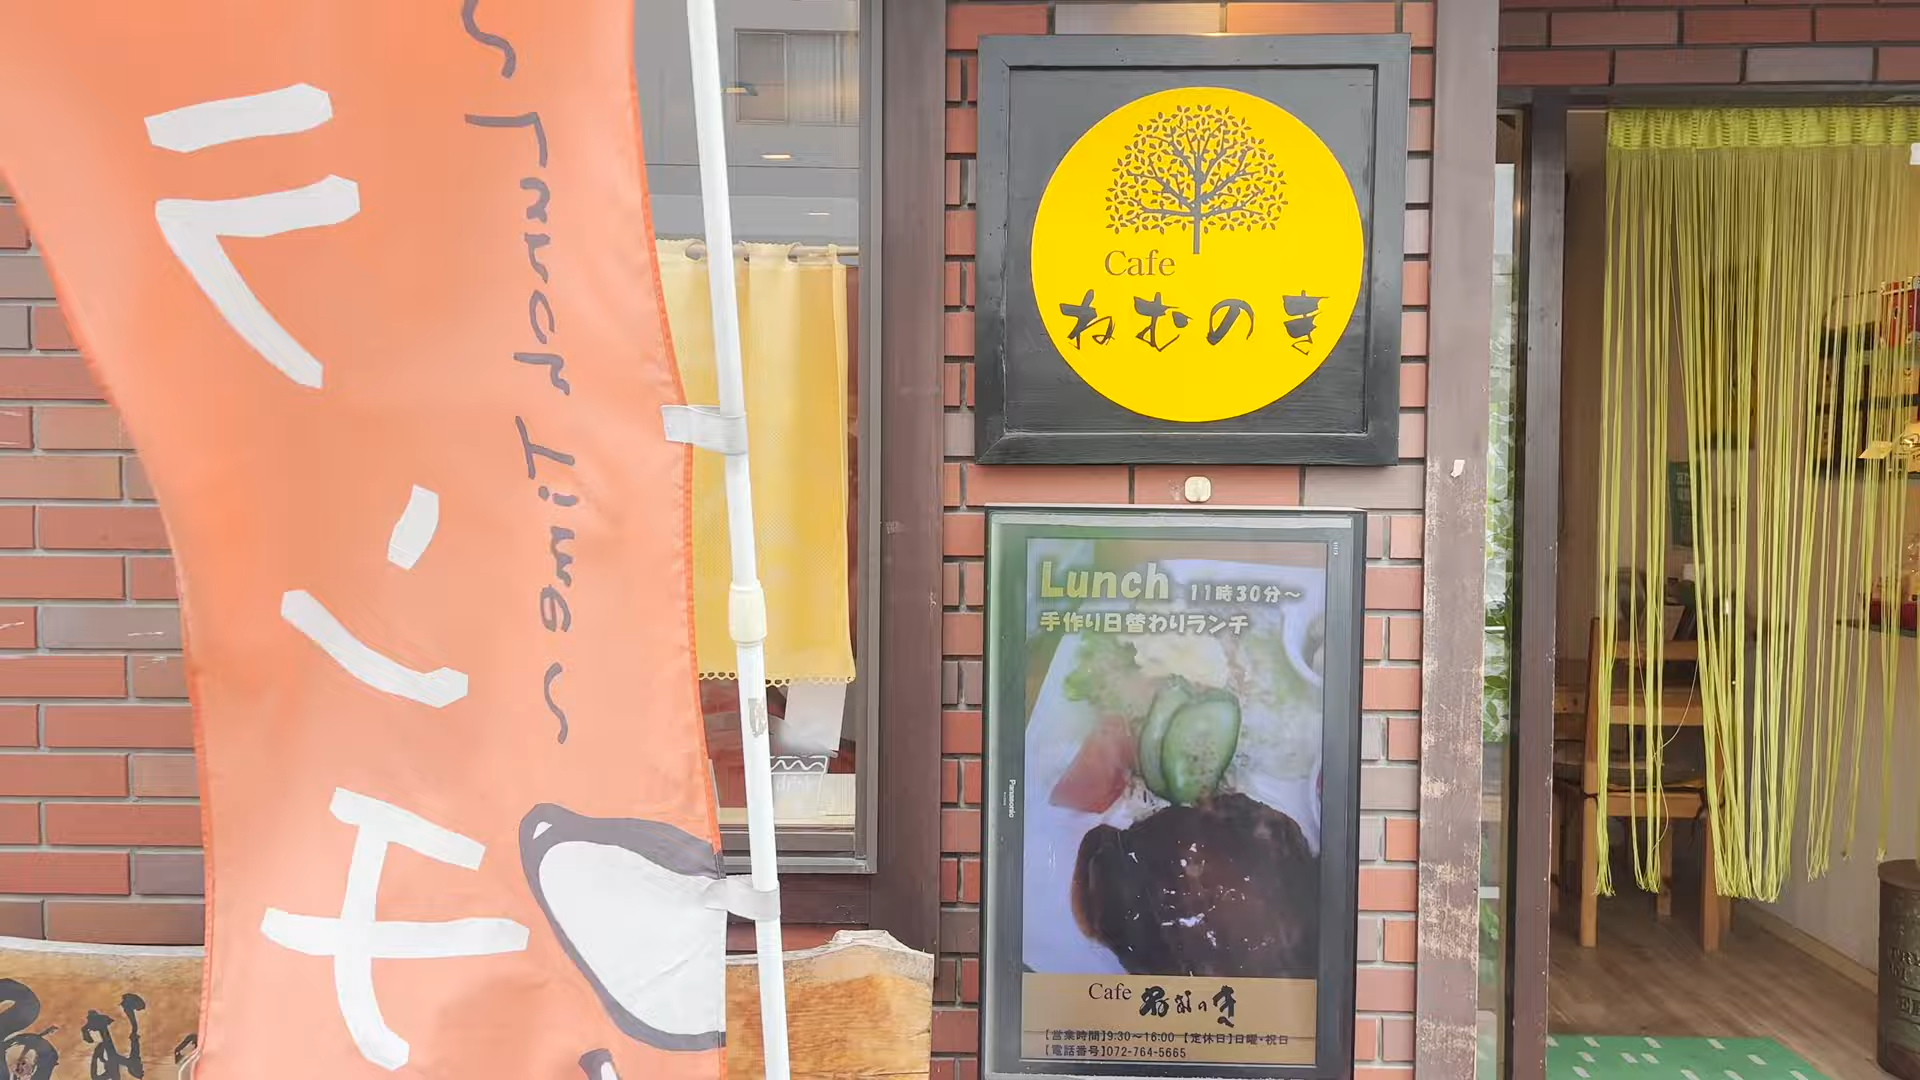 ランチ
~Lunch Time~
Cafe
ねむのき
Lunch 11時30分～
手作り日替わりランチ
Panasonic
Cafe ねむのき
【営業時間】9:30～16:00 【定休日】日曜・祝日
【電話番号】072-764-5665